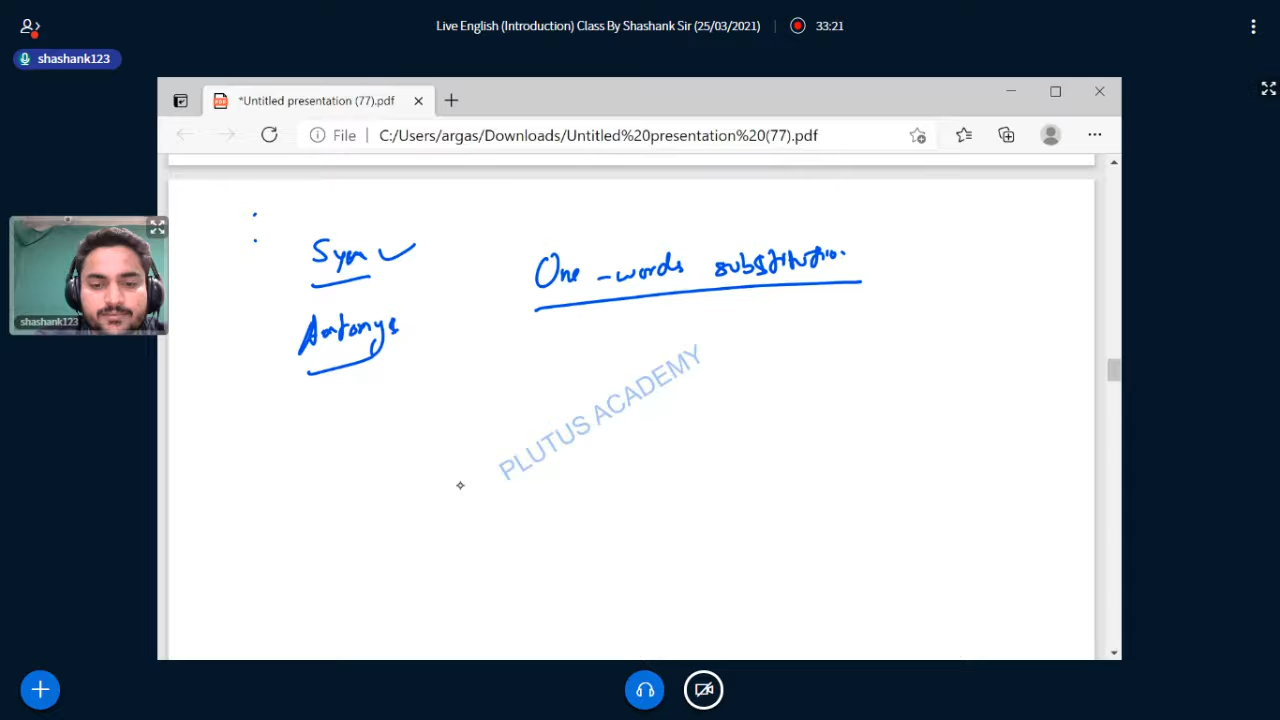 Live English (Introduction) Class By Shashank Sir (25/03/2021)
33:21
shashank123
*Untitled presentation (77).pdf
File
C:/Users/argas/Downloads/Untitled%20presentation%20(77).pdf
Syn
One - words substitution.
Antonys
shashank123
PLUTUS ACADEMY